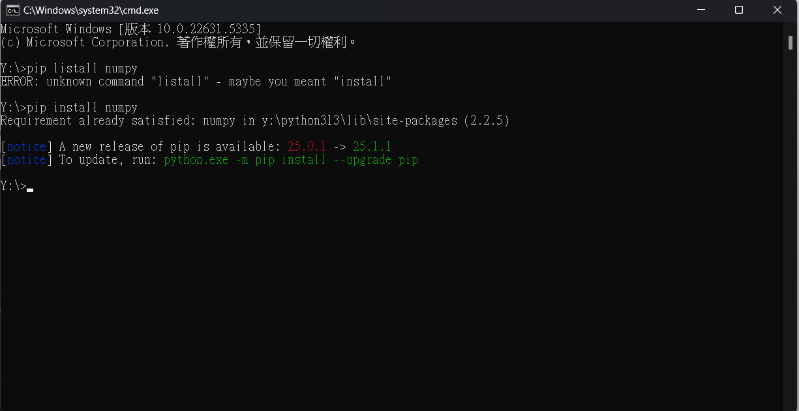 C:\Windows\system32\cmd.exe
Microsoft Windows [版本 10.0.22631.5335]
(c) Microsoft Corporation. 著作權所有，並保留一切權利。
Y:\>pip listall numpy
ERROR: unknown command "listall" - maybe you meant "install"
Y:\>pip install numpy
Requirement already satisfied: numpy in y:\python313\lib\site-packages (2.2.5)
[notice] A new release of pip is available: 25.0.1 -> 25.1.1
[notice] To update, run: python.exe -m pip install --upgrade pip
Y:\>